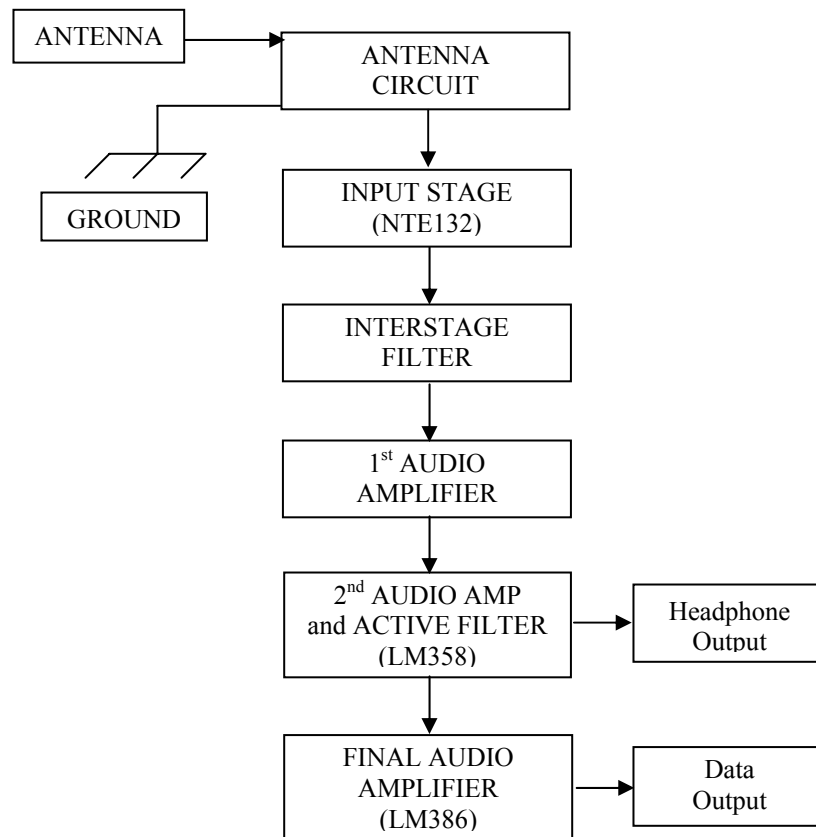 ANTENNA
ANTENNA
CIRCUIT
GROUND
INPUT STAGE
(NTE132)
INTERSTAGE
FILTER
1st AUDIO
AMPLIFIER
2nd AUDIO AMP
and ACTIVE FILTER
(LM358)
Headphone
Output
FINAL AUDIO
AMPLIFIER
(LM386)
Data
Output